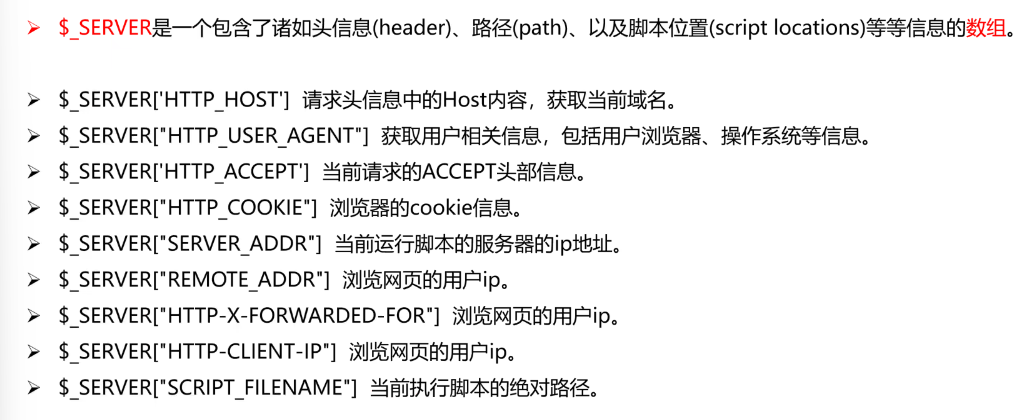 ➢ $_SERVER是一个包含了诸如头信息(header)、路径(path)、以及脚本位置(script locations)等等信息的数组。
➢ $_SERVER['HTTP_HOST'] 请求头信息中的Host内容，获取当前域名。
➢ $_SERVER["HTTP_USER_AGENT"] 获取用户相关信息，包括用户浏览器、操作系统等信息。
➢ $_SERVER['HTTP_ACCEPT'] 当前请求的ACCEPT头部信息。
➢ $_SERVER["HTTP_COOKIE"] 浏览器的cookie信息。
➢ $_SERVER["SERVER_ADDR"] 当前运行脚本的服务器的ip地址。
➢ $_SERVER["REMOTE_ADDR"] 浏览网页的用户ip。
➢ $_SERVER["HTTP-X-FORWARDED-FOR"] 浏览网页的用户ip。
➢ $_SERVER["HTTP-CLIENT-IP"] 浏览网页的用户ip。
➢ $_SERVER["SCRIPT_FILENAME"] 当前执行脚本的绝对路径。